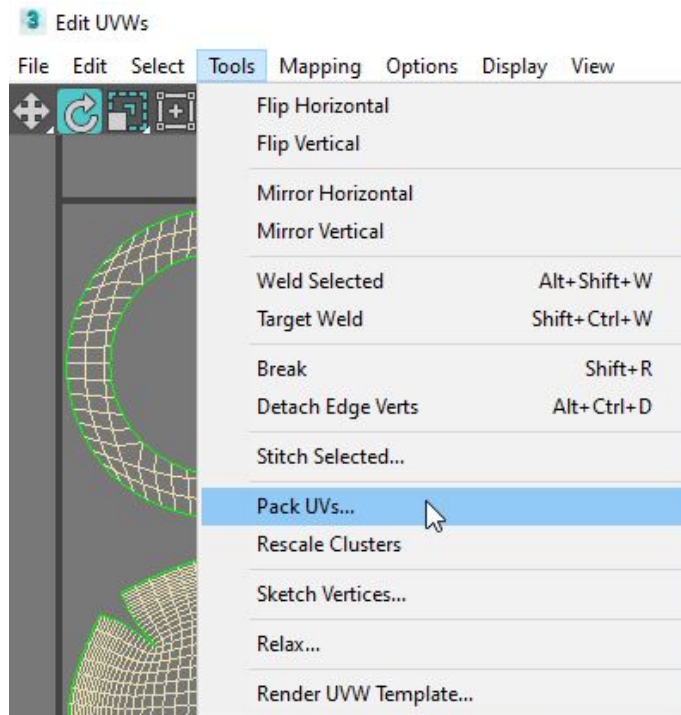 3 Edit UVWs
File Edit Select Tools Mapping Options Display View
Flip Horizontal
Flip Vertical
Mirror Horizontal
Mirror Vertical
Weld Selected Alt+Shift+W
Target Weld Shift+Ctrl+W
Break Shift+R
Detach Edge Verts Alt+Ctrl+D
Stitch Selected...
Pack UVs...
Rescale Clusters
Sketch Vertices...
Relax...
Render UVW Template...